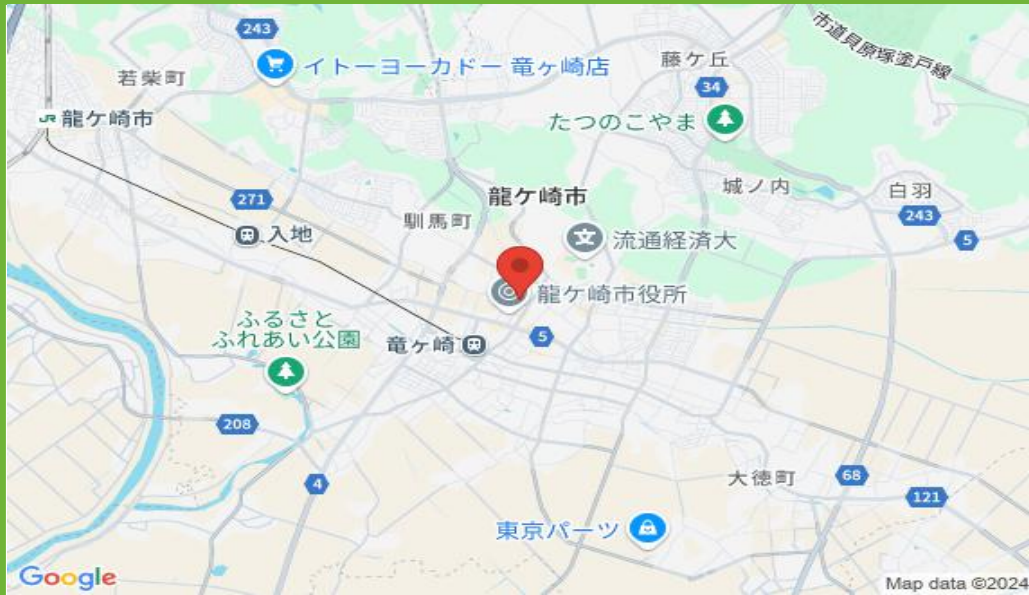 市道貝原塚塗戸線
243
イトーヨーカドー 竜ヶ崎店
藤ケ丘
若柴町
34
JR 龍ケ崎市
たつのこやま
龍ケ崎市
城ノ内
白羽
271
馴馬町
243
入地
流通経済大
5
龍ケ崎市役所
ふるさと
ふれあい公園
竜ヶ崎
5
208
4
大徳町
68
121
東京パーツ
Google
Map data ©2024